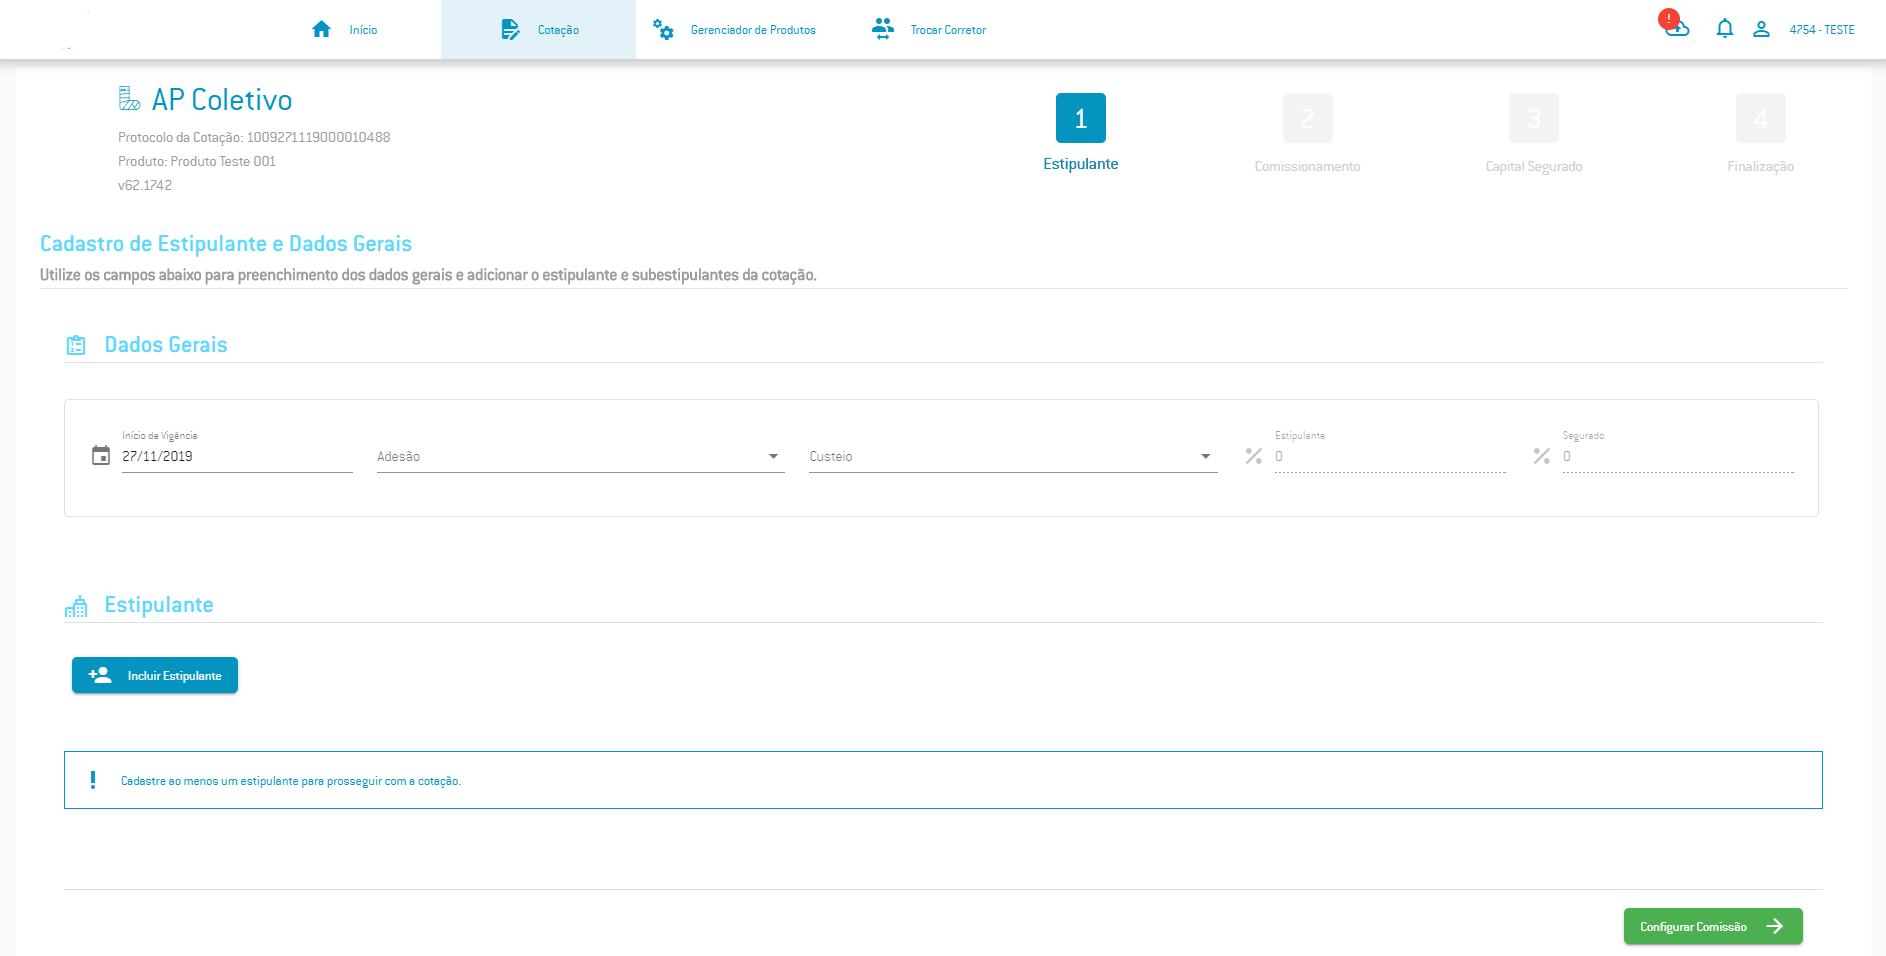 Início
Cotação
Gerenciador de Produtos
Trocar Corretor
!
4754 - TESTE
AP Coletivo
Protocolo da Cotação: 1009271119000010488
Produto: Produto Teste 001
v62.1742
1
Estipulante
2
Comissionamento
3
Capital Segurado
4
Finalização
Cadastro de Estipulante e Dados Gerais
Utilize os campos abaixo para preenchimento dos dados gerais e adicionar o estipulante e subestipulantes da cotação.
Dados Gerais
Início de Vigência
27/11/2019
Adesão
Custeio
Estipulante
0
Segurado
0
Estipulante
Incluir Estipulante
Cadastre ao menos um estipulante para prosseguir com a cotação.
Configurar Comissão